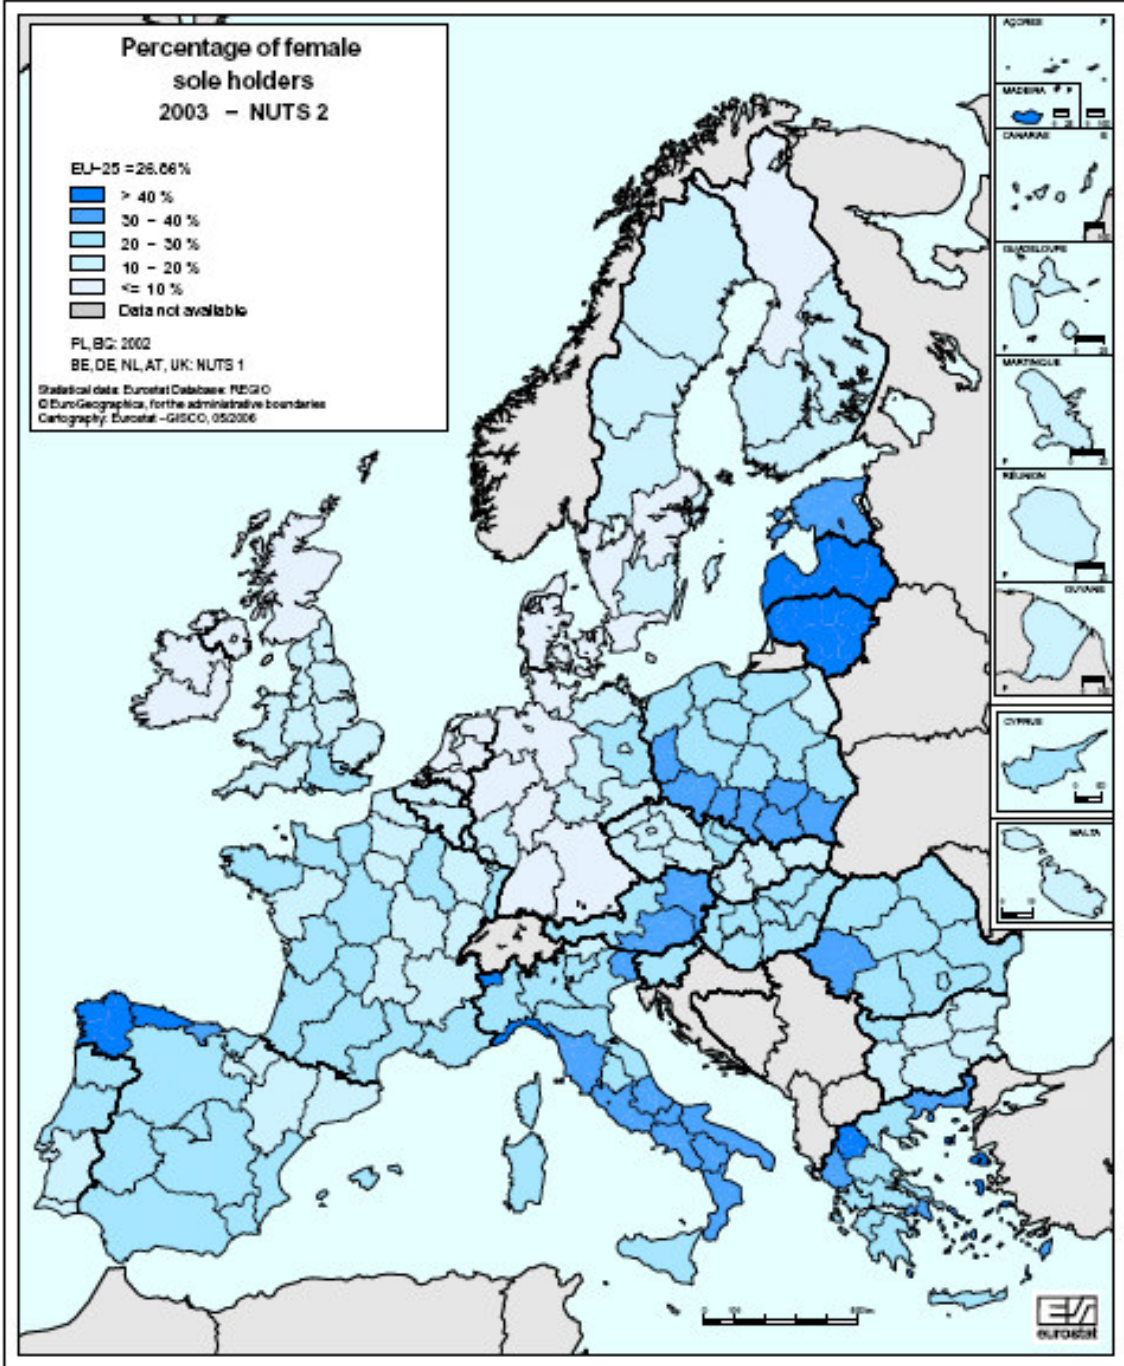 Percentage of female
sole holders
2003 – NUTS 2
EU-25 = 26.86%
> 40 %
30 – 40 %
20 – 30 %
10 – 20 %
<= 10 %
Data not available
PL, BG: 2002
BE, DE, NL, AT, UK: NUTS 1
Statistical data: Eurostat Database: REGIO
© EuroGeographics, for the administrative boundaries
Cartography: Eurostat – GISCO, 05/2006
AÇORES P
MADEIRA P
CANARIAS E
GUADELOUPE
F
MARTINIQUE
F
RÉUNION
F
GUYANE
F
CYPRUS
MALTA
eurostat